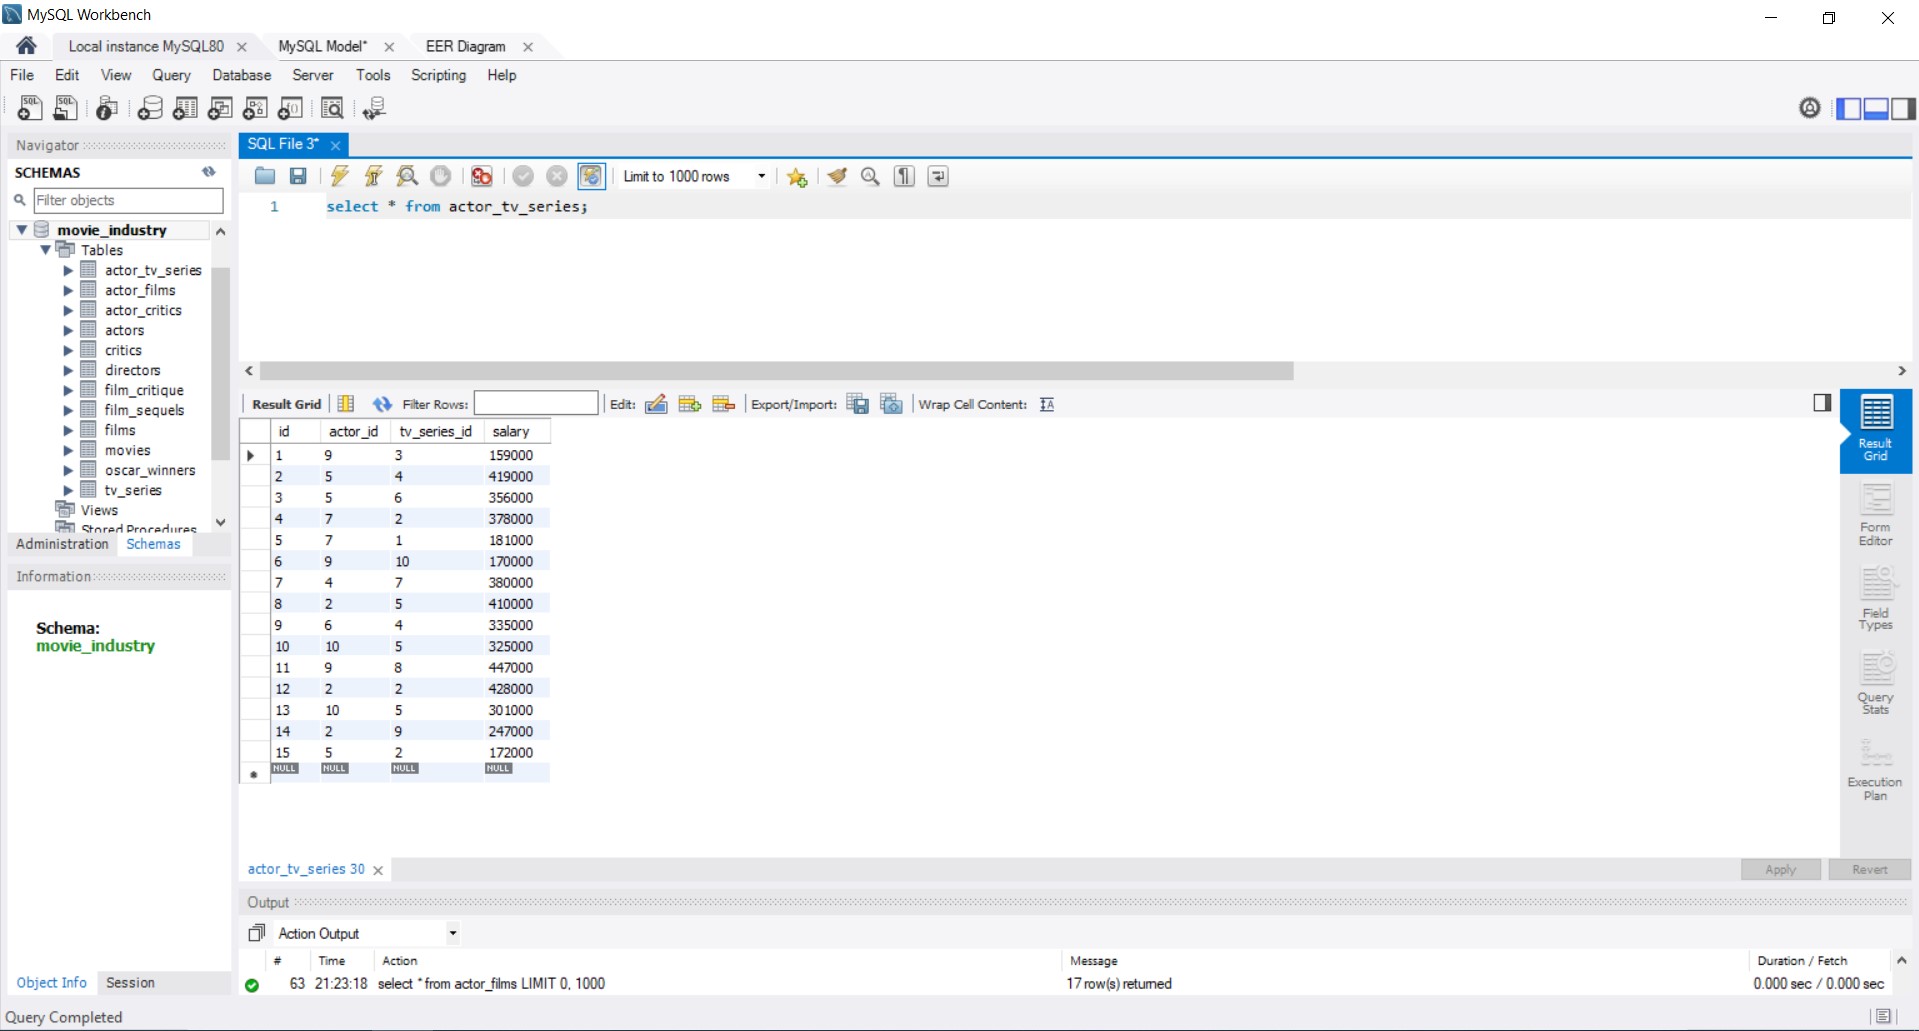 MySQL Workbench
Local instance MySQL80 MySQL Model* EER Diagram
File Edit View Query Database Server Tools Scripting Help
Navigator
SCHEMAS
Filter objects
movie_industry
Tables
actor_tv_series
actor_films
actor_critics
actors
critics
directors
film_critique
film_sequels
films
movies
oscar_winners
tv_series
Views
Stored Procedures
Administration Schemas
Information
Schema:
movie_industry
Object Info Session
SQL File 3*
Limit to 1000 rows
1 select * from actor_tv_series;
Result Grid Filter Rows: Edit: Export/Import: Wrap Cell Content:
id actor_id tv_series_id salary
1 9 3 159000
2 5 4 419000
3 5 6 356000
4 7 2 378000
5 7 1 181000
6 9 10 170000
7 4 7 380000
8 2 5 410000
9 6 4 335000
10 10 5 325000
11 9 8 447000
12 2 2 428000
13 10 5 301000
14 2 9 247000
15 5 2 172000
NULL NULL NULL NULL
Result
Grid
Form
Editor
Field
Types
Query
Stats
Execution
Plan
actor_tv_series 30
Apply Revert
Output
Action Output
# Time Action Message Duration / Fetch
63 21:23:18 select * from actor_films LIMIT 0, 1000 17 row(s) returned 0.000 sec / 0.000 sec
Query Completed